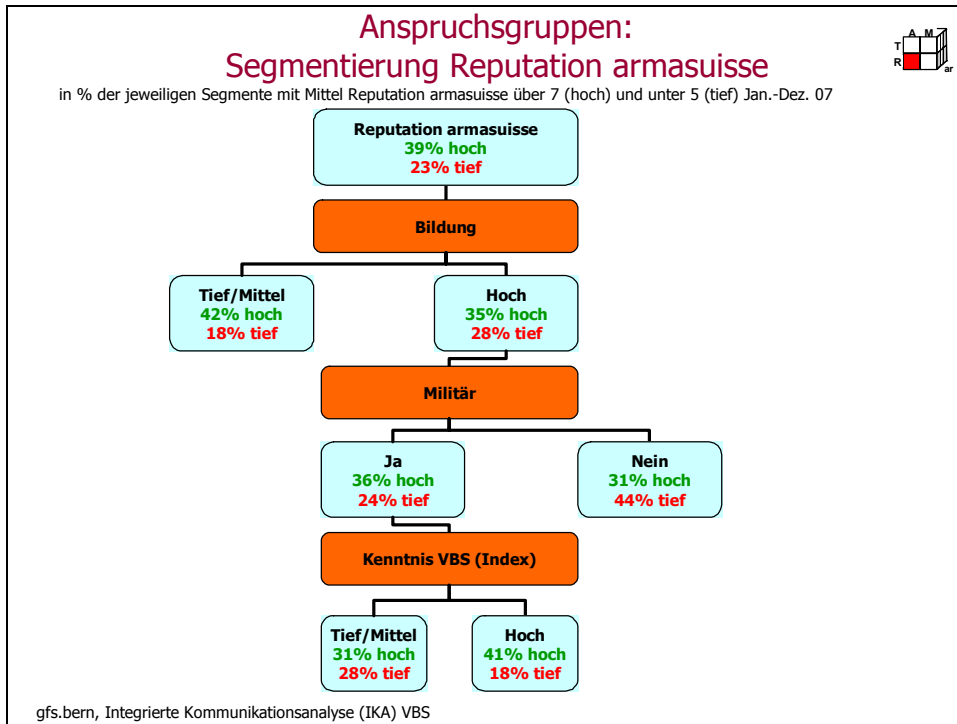 Anspruchsgruppen:
Segmentierung Reputation armasuisse
A M
T
R
ar
in % der jeweiligen Segmente mit Mittel Reputation armasuisse über 7 (hoch) und unter 5 (tief) Jan.-Dez. 07
Reputation armasuisse
39% hoch
23% tief
Bildung
Tief/Mittel
42% hoch
18% tief
Hoch
35% hoch
28% tief
Militär
Ja
36% hoch
24% tief
Nein
31% hoch
44% tief
Kenntnis VBS (Index)
Tief/Mittel
31% hoch
28% tief
Hoch
41% hoch
18% tief
gfs.bern, Integrierte Kommunikationsanalyse (IKA) VBS